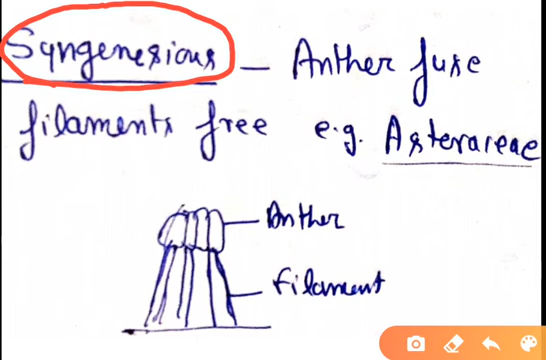 Syngenesious — Anther fuse
filaments free e.g. Asteraceae
Anther
filament